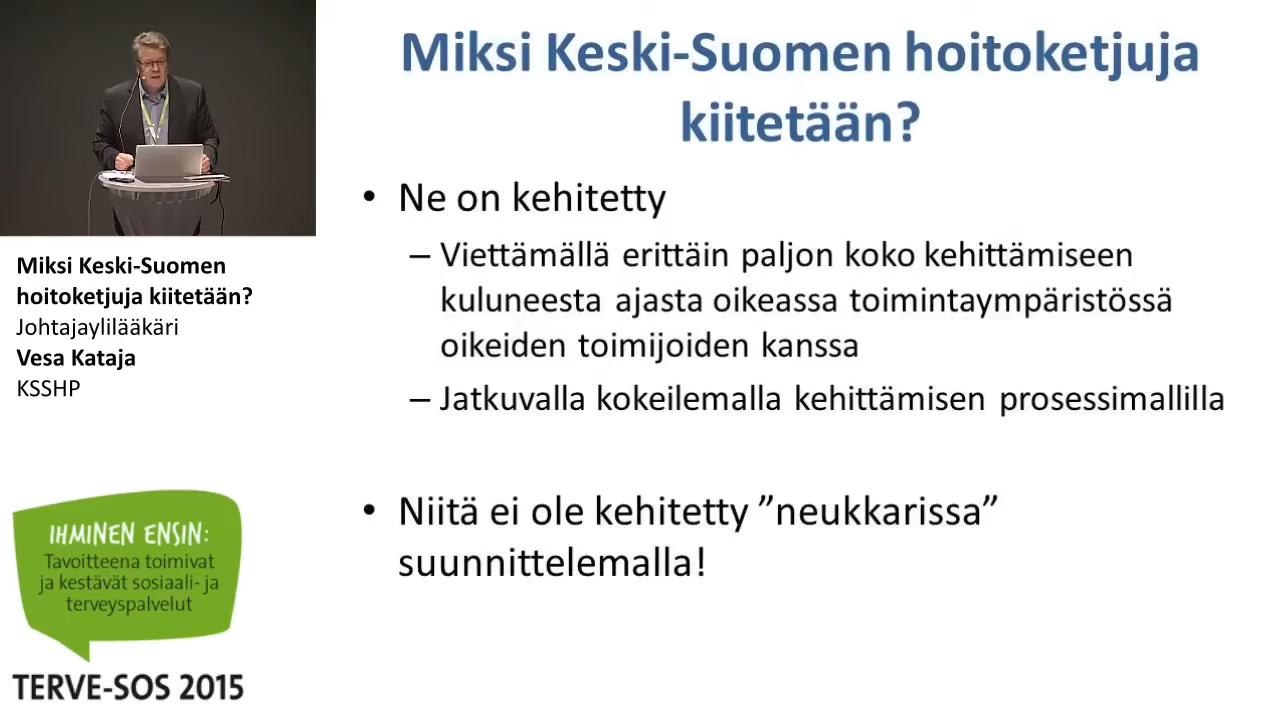 Miksi Keski-Suomen hoitoketjuja
kiitetään?
• Ne on kehitetty
– Viettämällä erittäin paljon koko kehittämiseen
kuluneesta ajasta oikeassa toimintaympäristössä
oikeiden toimijoiden kanssa
– Jatkuvalla kokeilemalla kehittämisen prosessimallilla
• Niitä ei ole kehitetty ”neukkarissa”
suunnittelemalla!
Miksi Keski-Suomen
hoitoketjuja kiitetään?
Johtajaylilääkäri
Vesa Kataja
KSSHP
IHMINEN ENSIN:
Tavoitteena toimivat
ja kestävät sosiaali- ja
terveyspalvelut
TERVE-SOS 2015